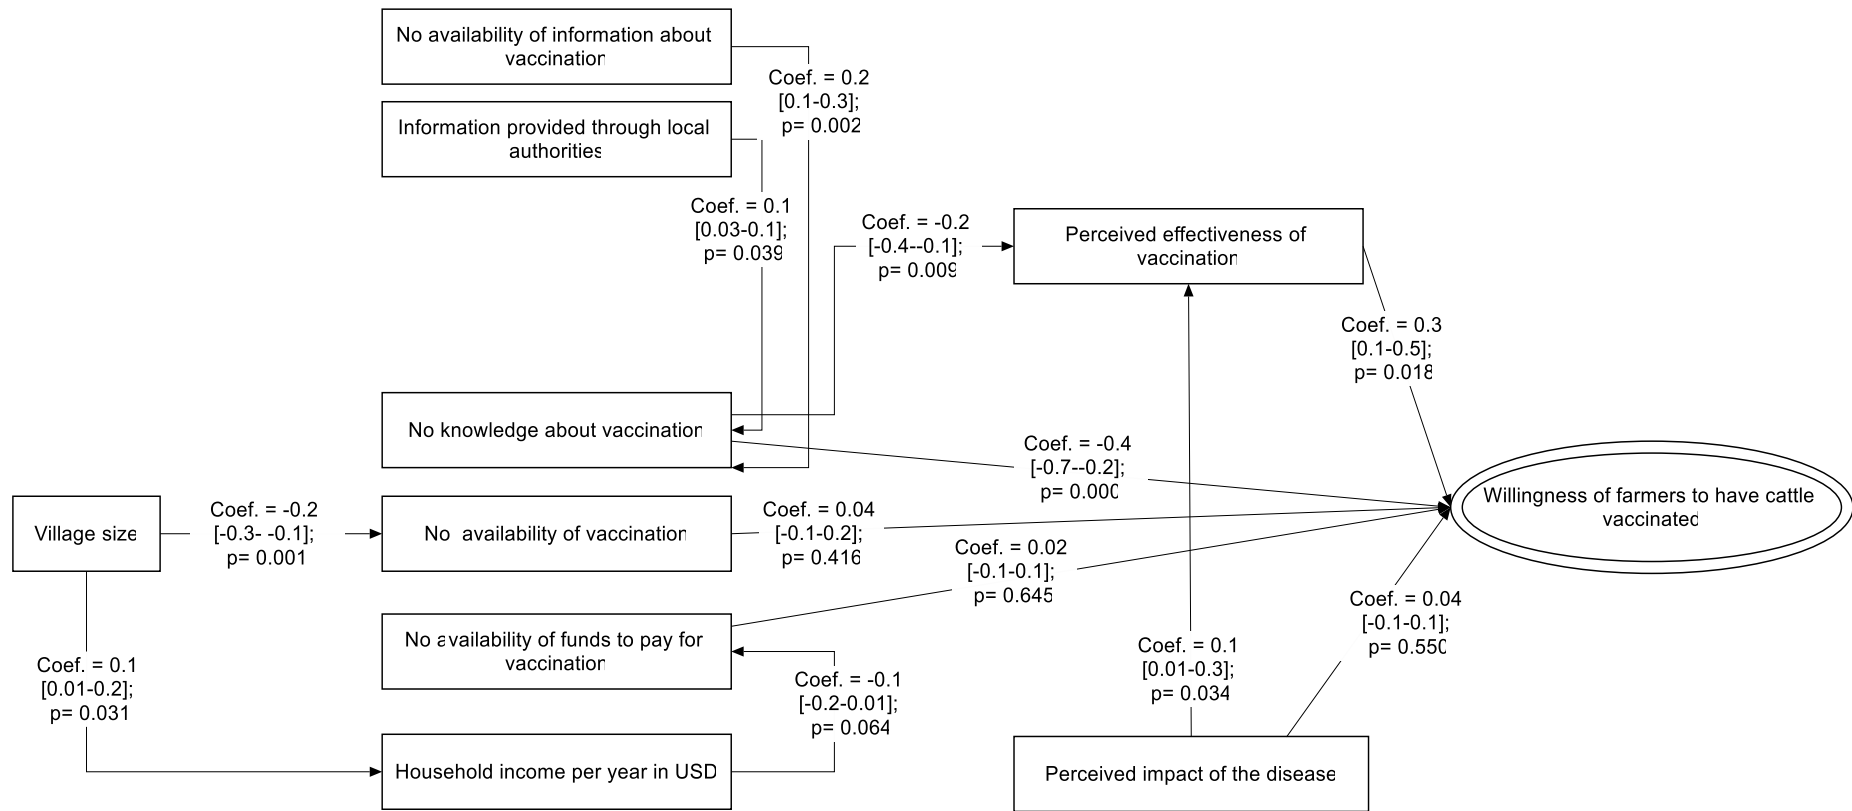 No availability of information about
vaccination
Coef. = 0.2
[0.1-0.3];
p= 0.002
Information provided through local
authorities
Coef. = 0.1
[0.03-0.1];
p= 0.039
Coef. = -0.2
[-0.4--0.1];
p= 0.009
Perceived effectiveness of
vaccination
Coef. = 0.3
[0.1-0.5];
p= 0.018
No knowledge about vaccination
Coef. = -0.4
[-0.7--0.2];
p= 0.000
Willingness of farmers to have cattle
vaccinated
Village size
Coef. = -0.2
[-0.3- -0.1];
p= 0.001
No availability of vaccination
Coef. = 0.04
[-0.1-0.2];
p= 0.416
Coef. = 0.02
[-0.1-0.1];
p= 0.645
Coef. = 0.04
[-0.1-0.1];
p= 0.550
No availability of funds to pay for
vaccination
Coef. = 0.1
[0.01-0.2];
p= 0.031
Coef. = -0.1
[-0.2-0.01];
p= 0.064
Coef. = 0.1
[0.01-0.3];
p= 0.034
Household income per year in USD
Perceived impact of the disease